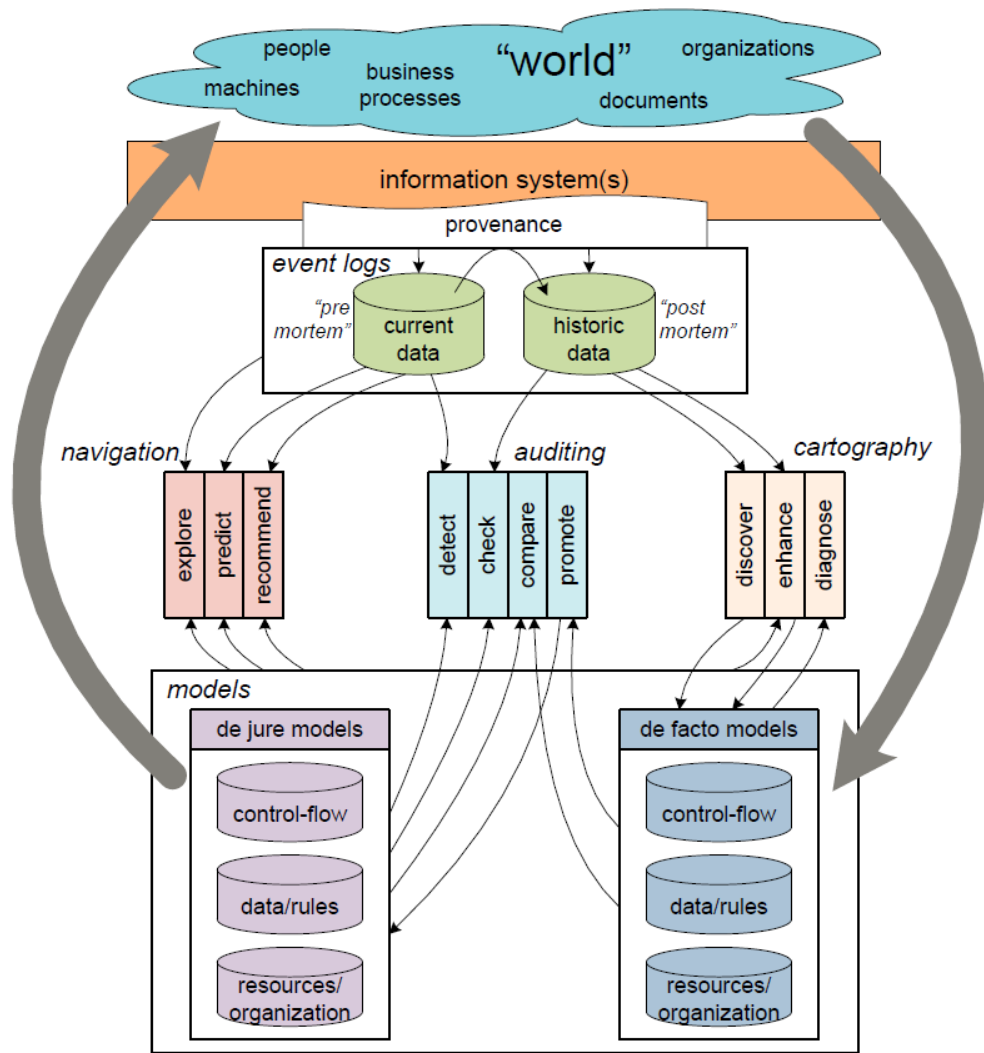 people
“world”
organizations
machines
business
processes
documents
information system(s)
provenance
event logs
“pre
mortem”
current
data
historic
data
“post
mortem”
navigation
auditing
cartography
explore
predict
recommend
detect
check
compare
promote
discover
enhance
diagnose
models
de jure models
control-flow
data/rules
resources/
organization
de facto models
control-flow
data/rules
resources/
organization